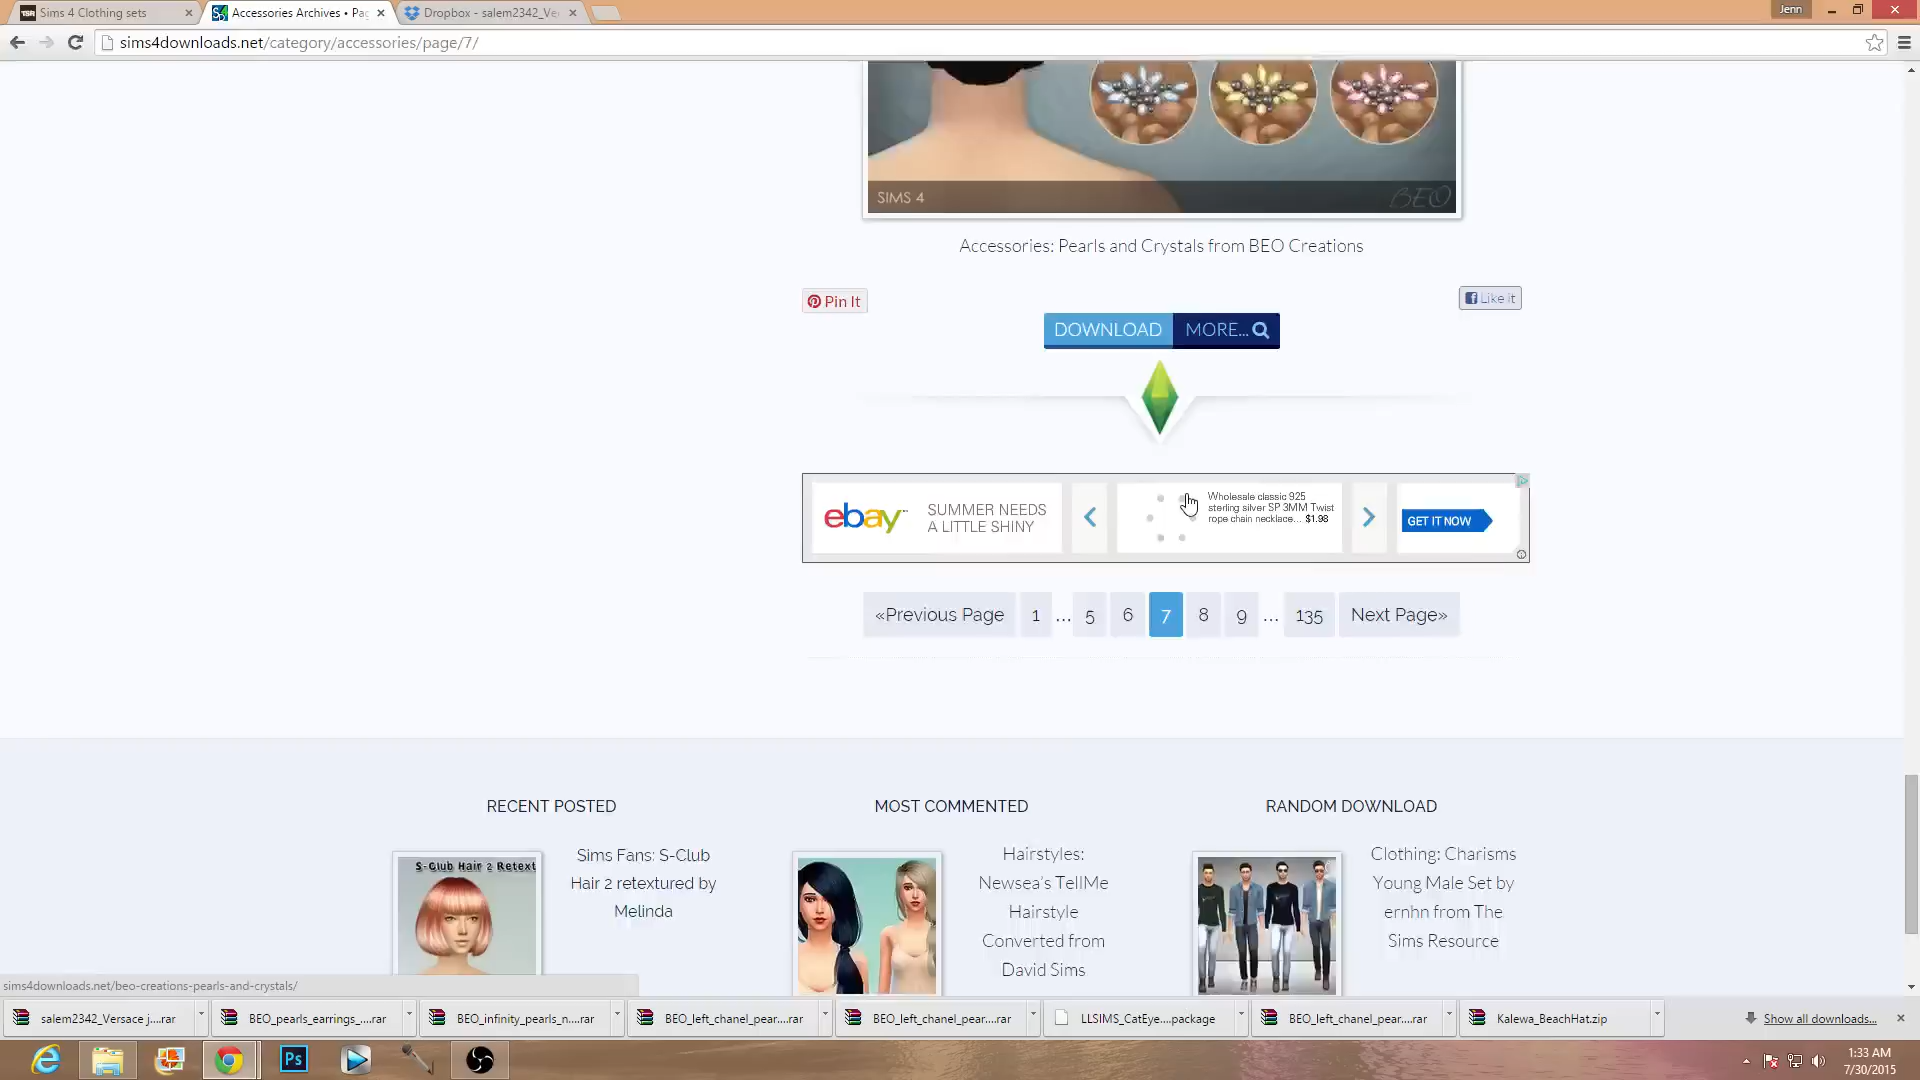 Sims 4 Clothing sets
Accessories Archives • Pa
Dropbox - salem2342_Ve
Jenn
sims4downloads.net/category/accessories/page/7/
SIMS 4
BEO
Accessories: Pearls and Crystals from BEO Creations
Pin It
Like it
DOWNLOAD
MORE...
ebay
SUMMER NEEDS
A LITTLE SHINY
Wholesale classic 925
sterling silver SP 3MM Twist
rope chain necklace... $1.98
GET IT NOW
«Previous Page 1 ... 5 6 7 8 9 ... 135 Next Page»
RECENT POSTED
MOST COMMENTED
RANDOM DOWNLOAD
S-Club Hair 2 Retext
Sims Fans: S-Club
Hair 2 retextured by
Melinda
Hairstyles:
Newsea's TellMe
Hairstyle
Converted from
David Sims
Clothing: Charisms
Young Male Set by
ernhn from The
Sims Resource
sims4downloads.net/beo-creations-pearls-and-crystals/
salem2342_Versace j....rar
BEO_pearls_earrings_....rar
BEO_infinity_pearls_n....rar
BEO_left_chanel_pear....rar
BEO_left_chanel_pear....rar
LLSIMS_CatEye....package
BEO_left_chanel_pear....rar
Kalewa_BeachHat.zip
Show all downloads...
Ps
1:33 AM
7/30/2015